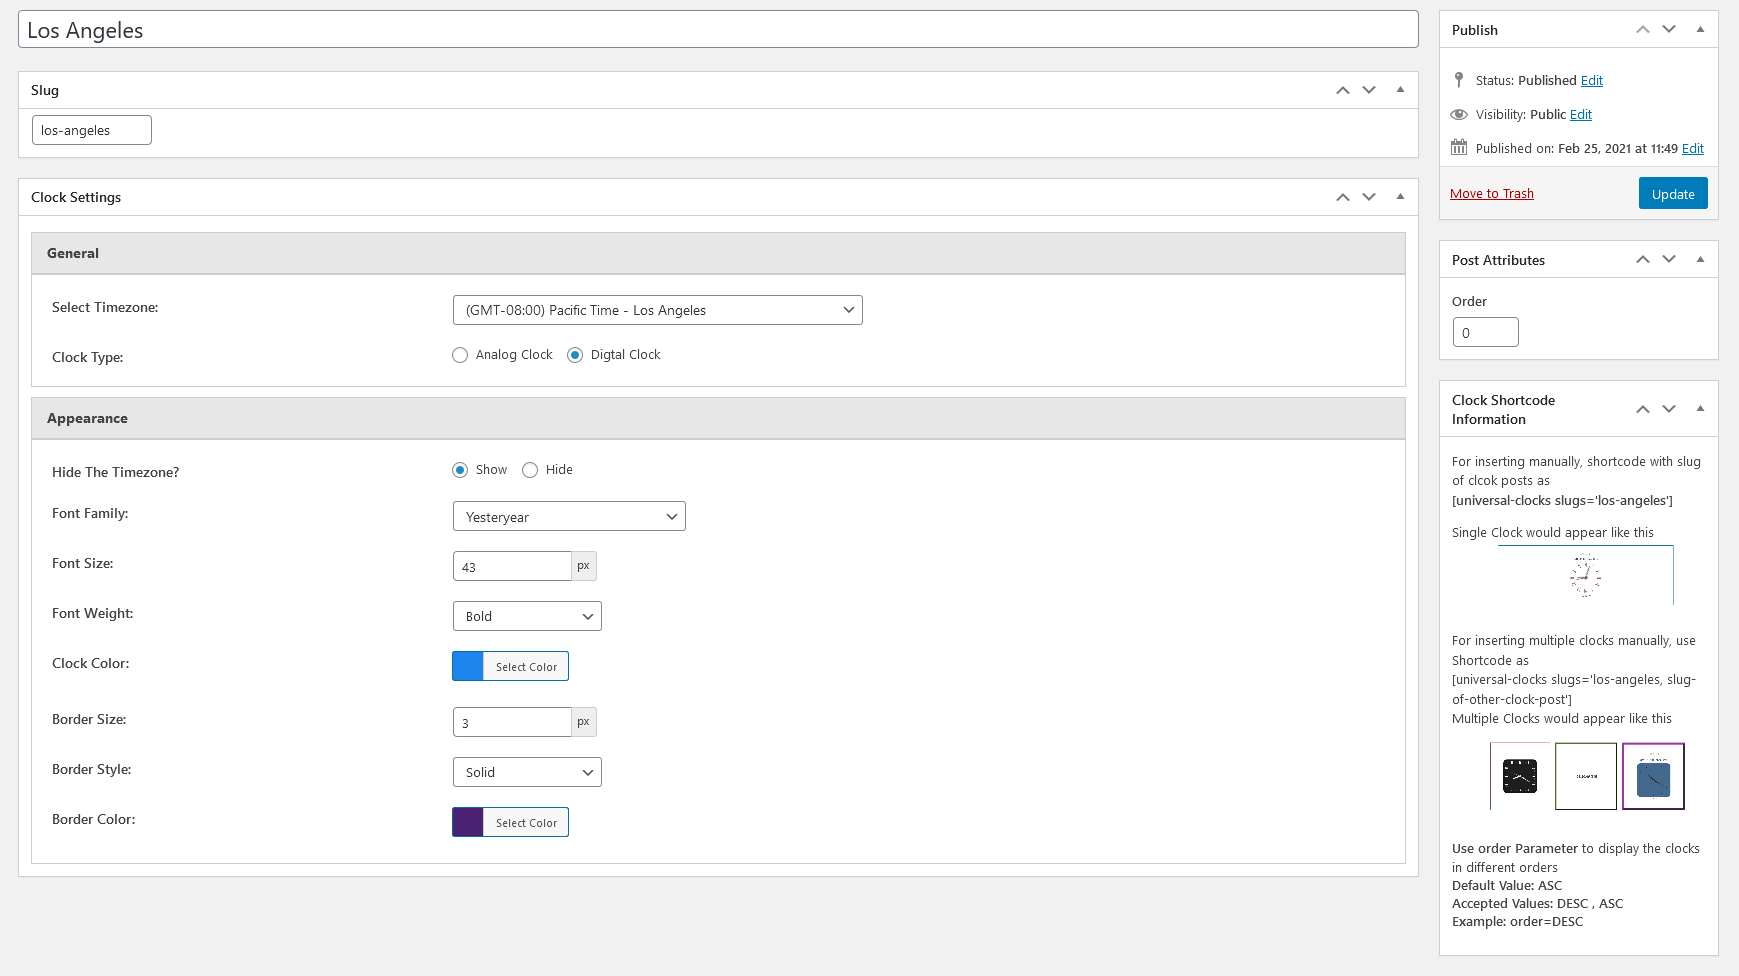 Los Angeles
Slug
los-angeles
Clock Settings
General
Select Timezone:
(GMT-08:00) Pacific Time - Los Angeles
Clock Type:
Analog Clock
Digtal Clock
Appearance
Hide The Timezone?
Show
Hide
Font Family:
Yesteryear
Font Size:
43
px
Font Weight:
Bold
Clock Color:
Select Color
Border Size:
3
px
Border Style:
Solid
Border Color:
Select Color
Publish
Status: Published Edit
Visibility: Public Edit
Published on: Feb 25, 2021 at 11:49 Edit
Move to Trash
Update
Post Attributes
Order
0
Clock Shortcode
Information
For inserting manually, shortcode with slug
of clcok posts as
[universal-clocks slugs='los-angeles']
Single Clock would appear like this
For inserting multiple clocks manually, use
Shortcode as
[universal-clocks slugs='los-angeles, slug-
of-other-clock-post']
Multiple Clocks would appear like this
Use order Parameter to display the clocks
in different orders
Default Value: ASC
Accepted Values: DESC , ASC
Example: order=DESC